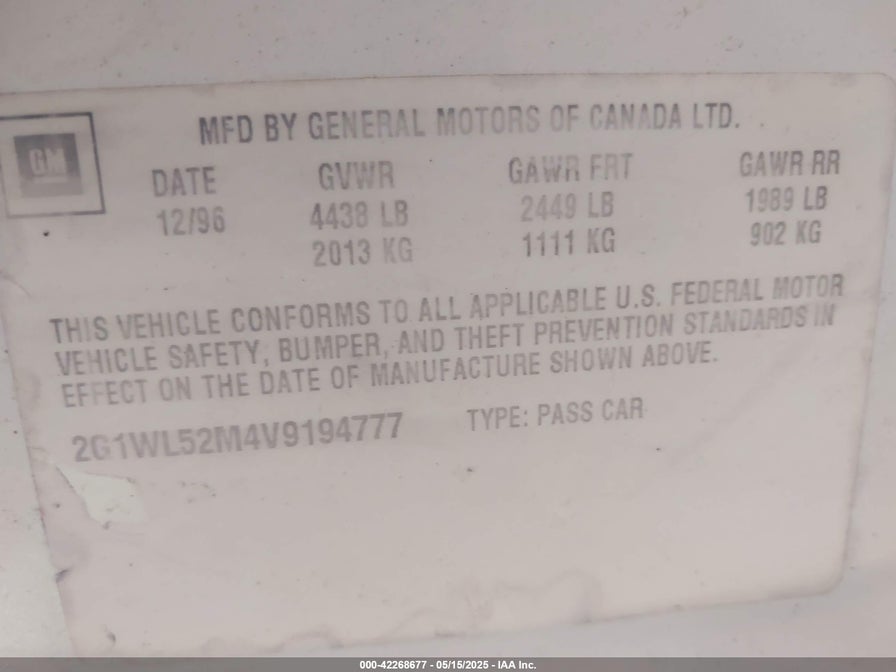 MFD BY GENERAL MOTORS OF CANADA LTD.
GM
DATE GVWR GAWR FRT GAWR RR
12/96 4438 LB 2449 LB 1989 LB
2013 KG 1111 KG 902 KG
THIS VEHICLE CONFORMS TO ALL APPLICABLE U.S. FEDERAL MOTOR
VEHICLE SAFETY, BUMPER, AND THEFT PREVENTION STANDARDS IN
EFFECT ON THE DATE OF MANUFACTURE SHOWN ABOVE.
2G1WL52M4V9194777 TYPE: PASS CAR
000-42268677 - 05/15/2025 - IAA Inc.